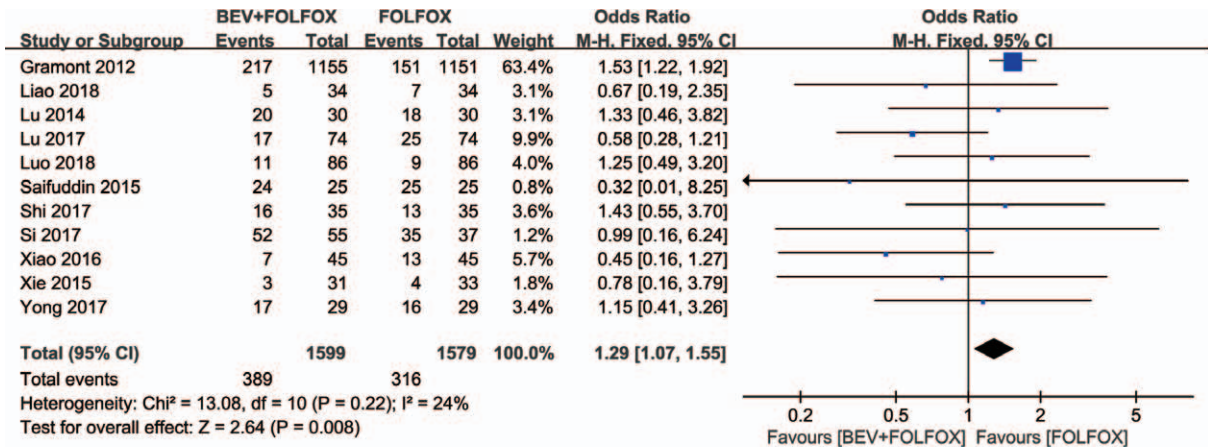 BEV+FOLFOX FOLFOX Odds Ratio Odds Ratio
Study or Subgroup Events Total Events Total Weight M-H. Fixed. 95% CI M-H. Fixed. 95% CI
Gramont 2012 217 1155 151 1151 63.4% 1.53 [1.22, 1.92]
Liao 2018 5 34 7 34 3.1% 0.67 [0.19, 2.35]
Lu 2014 20 30 18 30 3.1% 1.33 [0.46, 3.82]
Lu 2017 17 74 25 74 9.9% 0.58 [0.28, 1.21]
Luo 2018 11 86 9 86 4.0% 1.25 [0.49, 3.20]
Saifuddin 2015 24 25 25 25 0.8% 0.32 [0.01, 8.25]
Shi 2017 16 35 13 35 3.6% 1.43 [0.55, 3.70]
Si 2017 52 55 35 37 1.2% 0.99 [0.16, 6.24]
Xiao 2016 7 45 13 45 5.7% 0.45 [0.16, 1.27]
Xie 2015 3 31 4 33 1.8% 0.78 [0.16, 3.79]
Yong 2017 17 29 16 29 3.4% 1.15 [0.41, 3.26]
Total (95% CI) 1599 1579 100.0% 1.29 [1.07, 1.55]
Total events 389 316
Heterogeneity: Chi² = 13.08, df = 10 (P = 0.22); I² = 24%
Test for overall effect: Z = 2.64 (P = 0.008)
0.2 0.5 1 2 5
Favours [BEV+FOLFOX] Favours [FOLFOX]